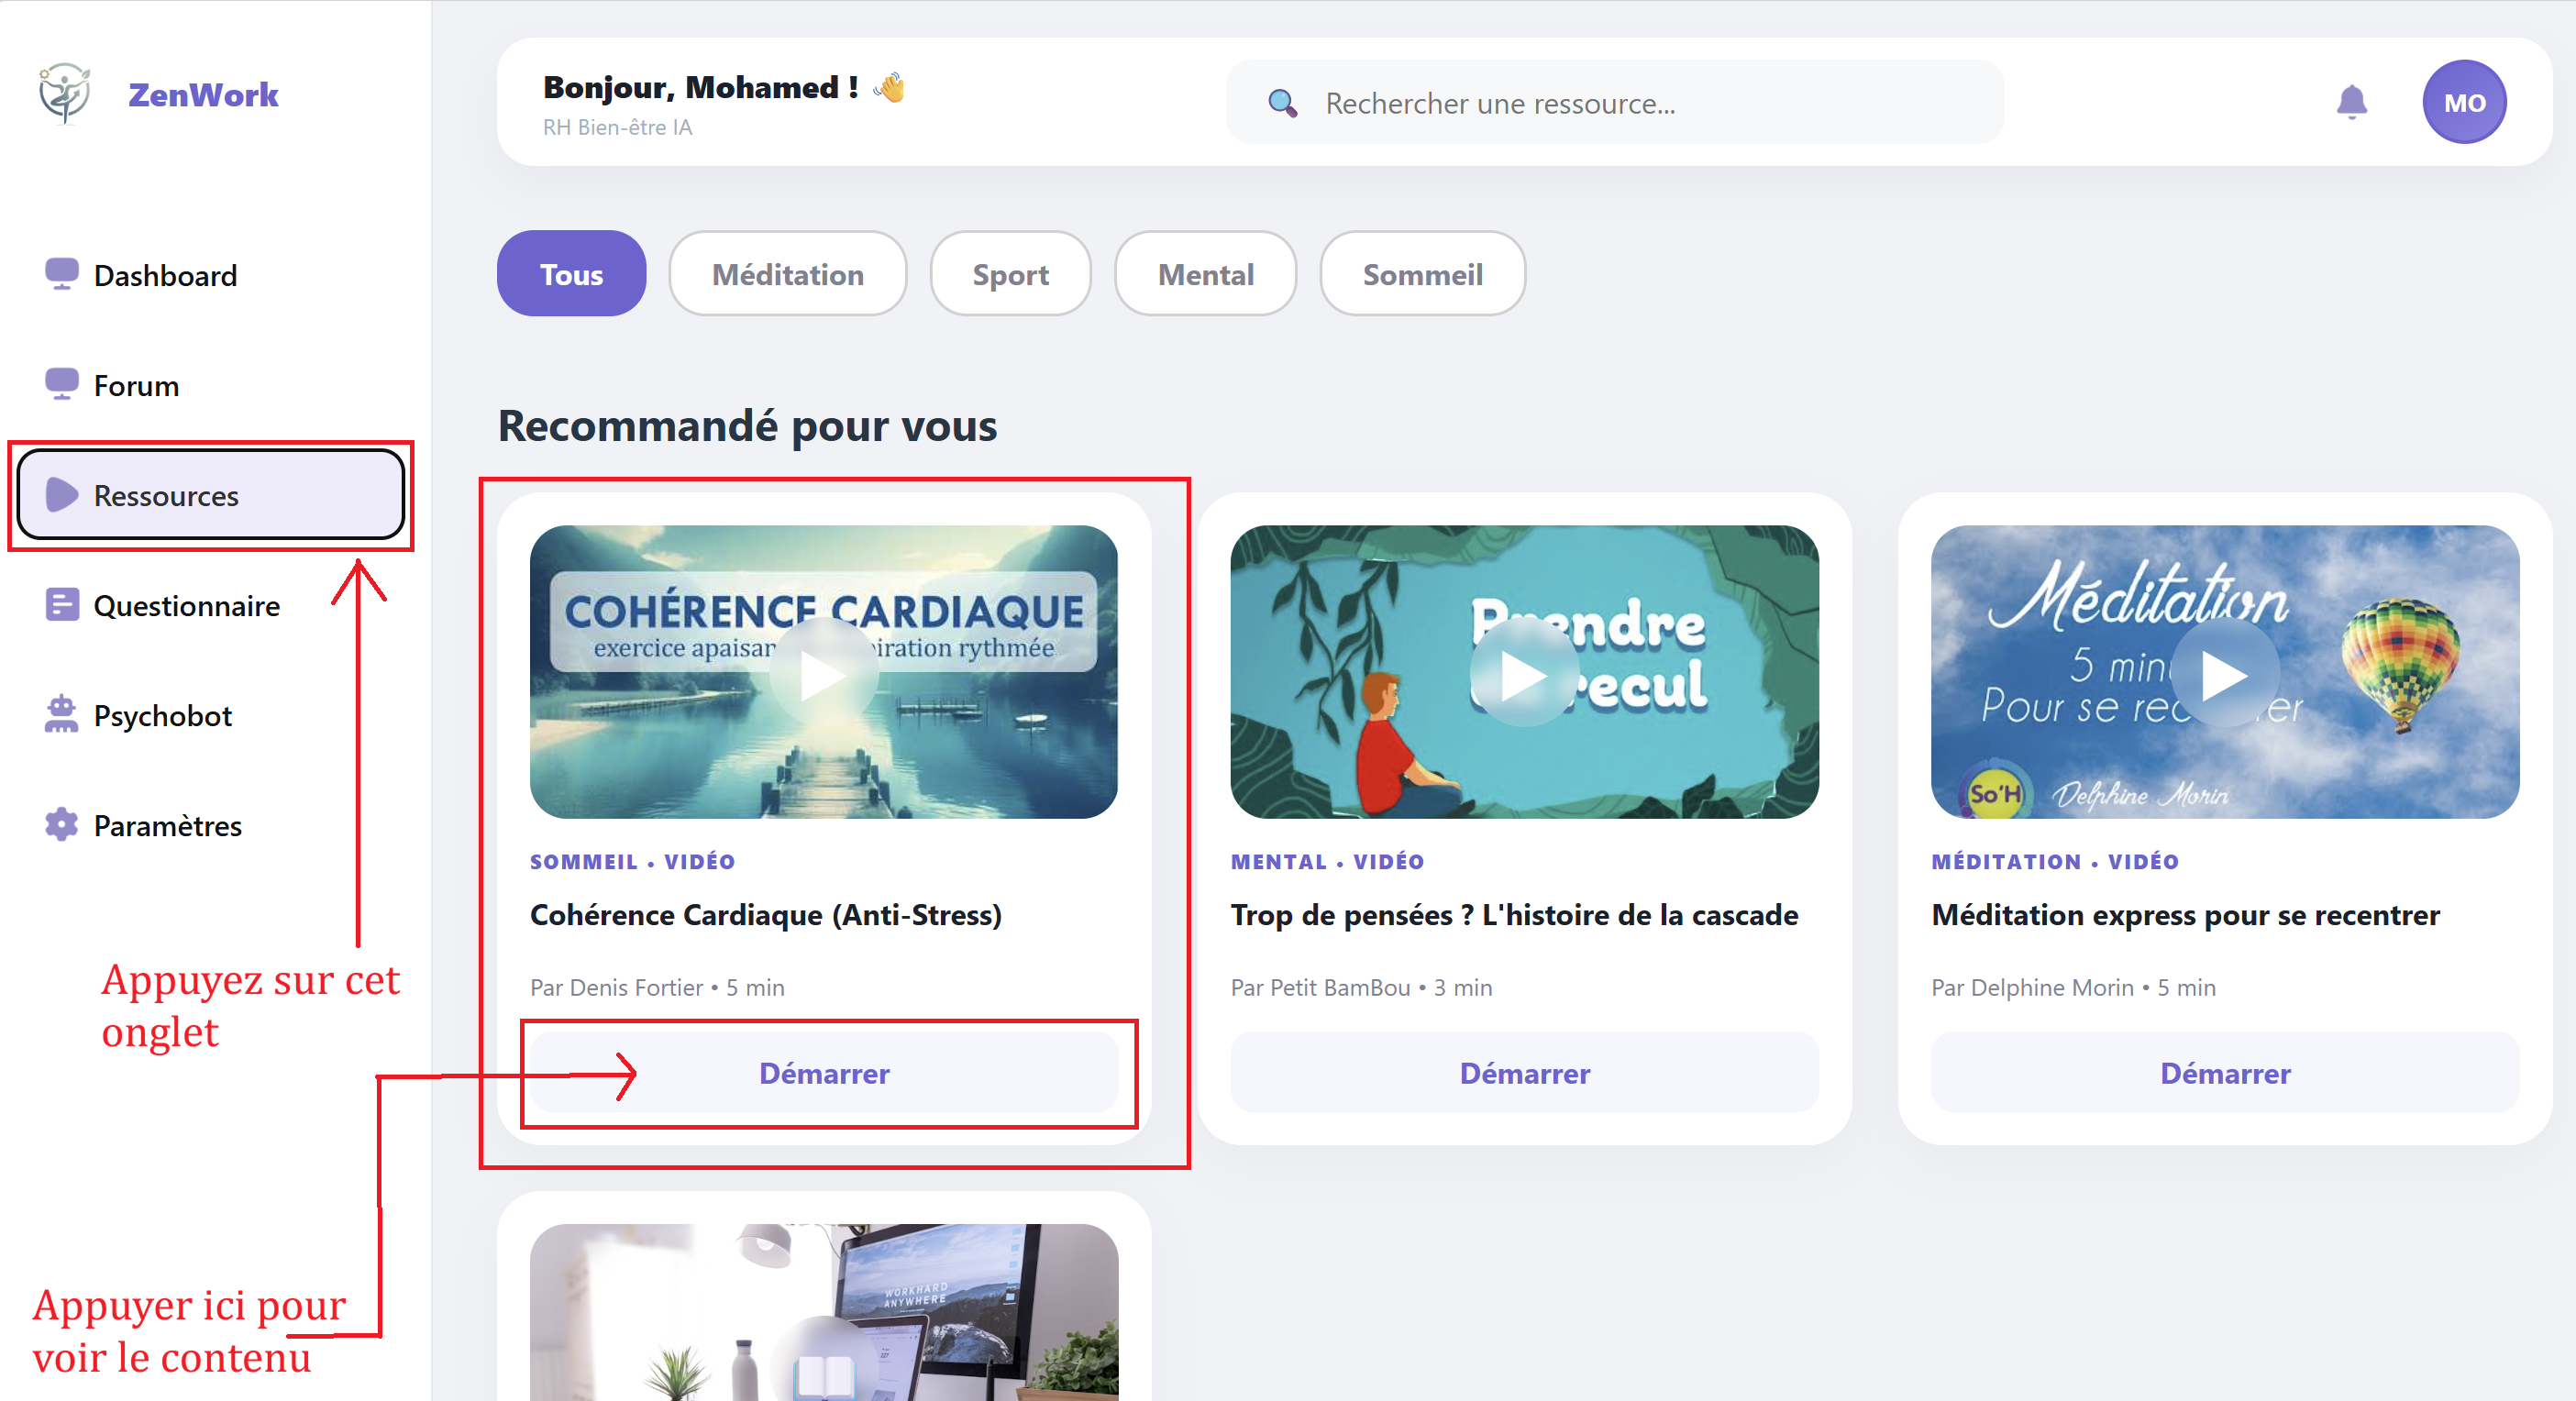 ZenWork
Bonjour, Mohamed ! 👋
RH Bien-être IA
Rechercher une ressource...
MO
Dashboard
Forum
Ressources
Questionnaire
Psychobot
Paramètres
Appuyez sur cet
onglet
Appuyer ici pour
voir le contenu
Tous
Méditation
Sport
Mental
Sommeil
Recommandé pour vous
COHÉRENCE CARDIAQUE
exercice apaisan iration rythmée
SOMMEIL • VIDÉO
Cohérence Cardiaque (Anti-Stress)
Par Denis Fortier • 5 min
Démarrer
Prendre
recul
MENTAL • VIDÉO
Trop de pensées ? L'histoire de la cascade
Par Petit BamBou • 3 min
Démarrer
Méditation
5 min
Pour se rec er
So'H
Delphine Morin
MÉDITATION • VIDÉO
Méditation express pour se recentrer
Par Delphine Morin • 5 min
Démarrer
WORKHARD
ANYWHERE